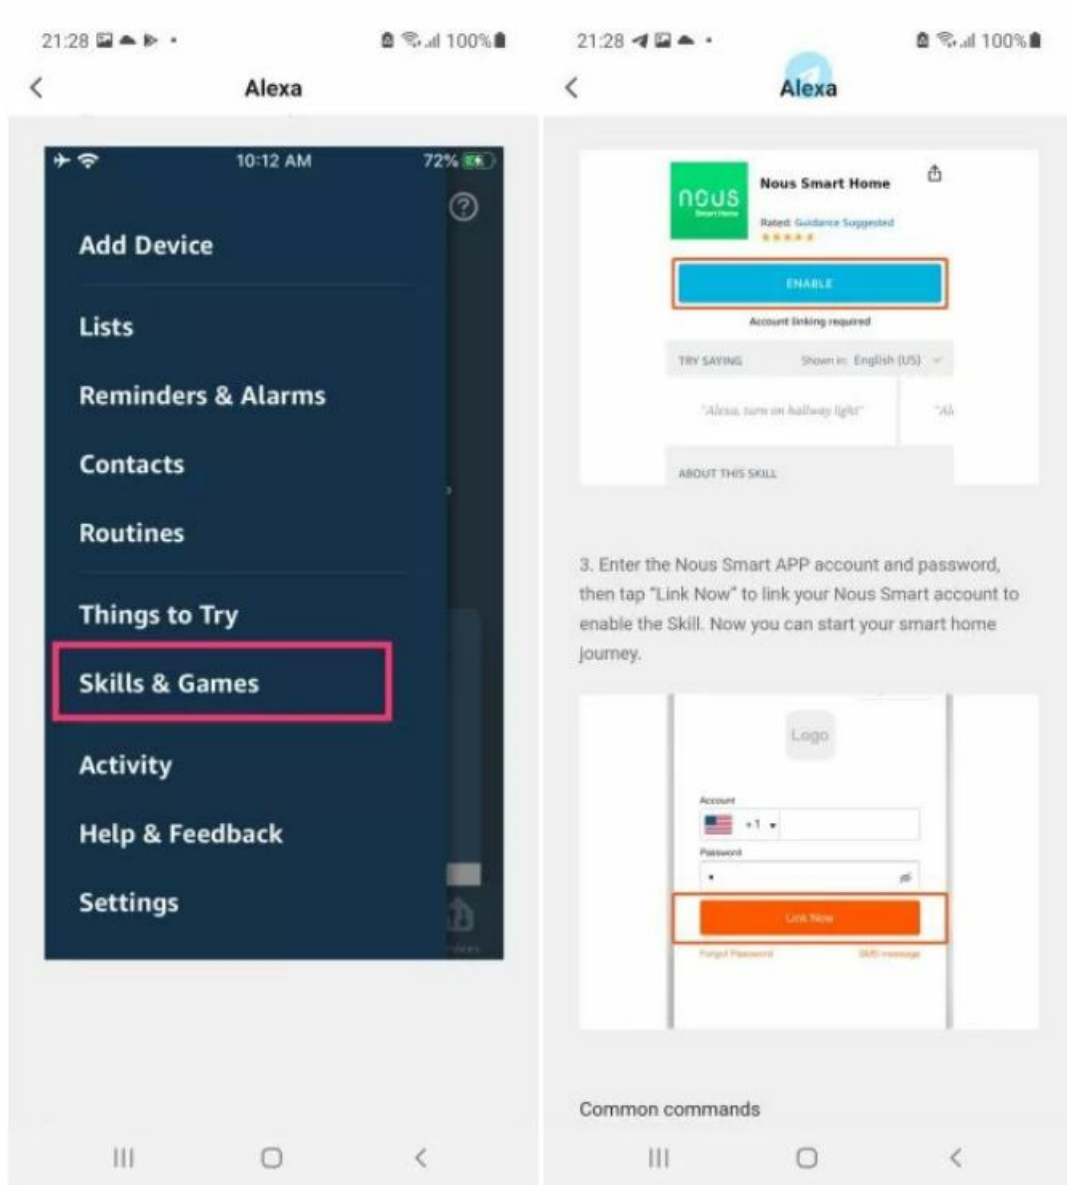 21:28
100%
Alexa
10:12 AM
72%
Add Device
Lists
Reminders & Alarms
Contacts
Routines
Things to Try
Skills & Games
Activity
Help & Feedback
Settings
21:28
100%
Alexa
nous
Smart Home
Nous Smart Home
Rated: Guidance Suggested
ENABLE
Account linking required
TRY SAYING
Shown in: English (US)
"Alexa, turn on hallway light"
"Al
ABOUT THIS SKILL
3. Enter the Nous Smart APP account and password,
then tap "Link Now" to link your Nous Smart account to
enable the Skill. Now you can start your smart home
journey.
Logo
Account
+1
Password
Link Now
Forgot Password
SMS message
Common commands